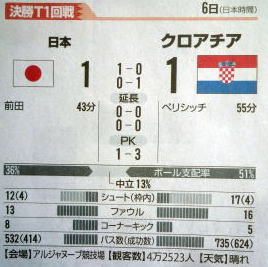 決勝T1回戦 6日(日本時間)
日本 クロアチア
1 1-0 1
0-1
前田 43分 延長 ペリシッチ 55分
0-0
0-0
PK
1-3
36% ボール支配率 51%
中立13%
12(4) シュート(枠内) 17(4)
13 ファウル 16
8 コーナーキック 5
532(414) パス数(成功数) 735(624)
【会場】アルジャヌーブ競技場【観客数】4万2523人【天気】晴れ